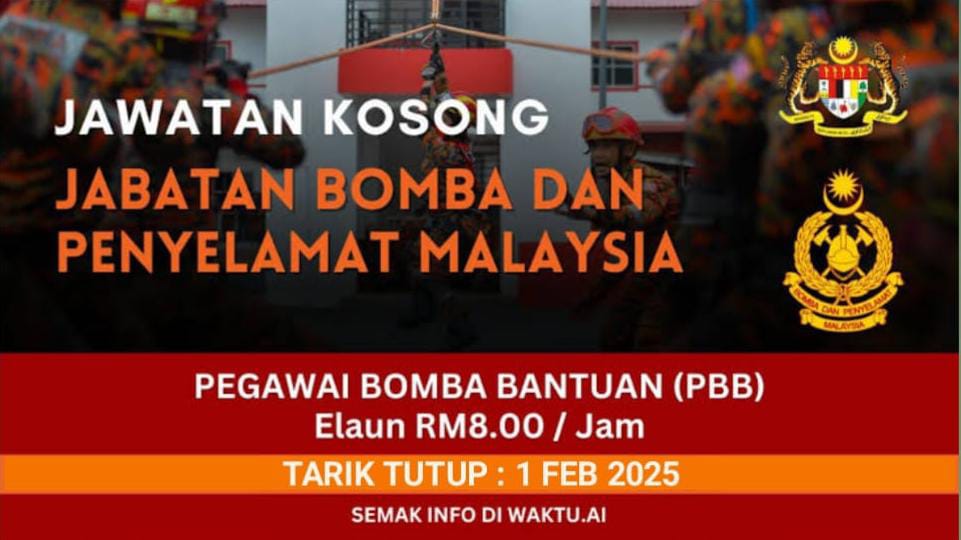 JAWATAN KOSONG
JABATAN BOMBA DAN
PENYELAMAT MALAYSIA
BOMBA DAN PENYELAMAT
MALAYSIA
PEGAWAI BOMBA BANTUAN (PBB)
Elaun RM8.00 / Jam
TARIK TUTUP : 1 FEB 2025
SEMAK INFO DI WAKTU.AI